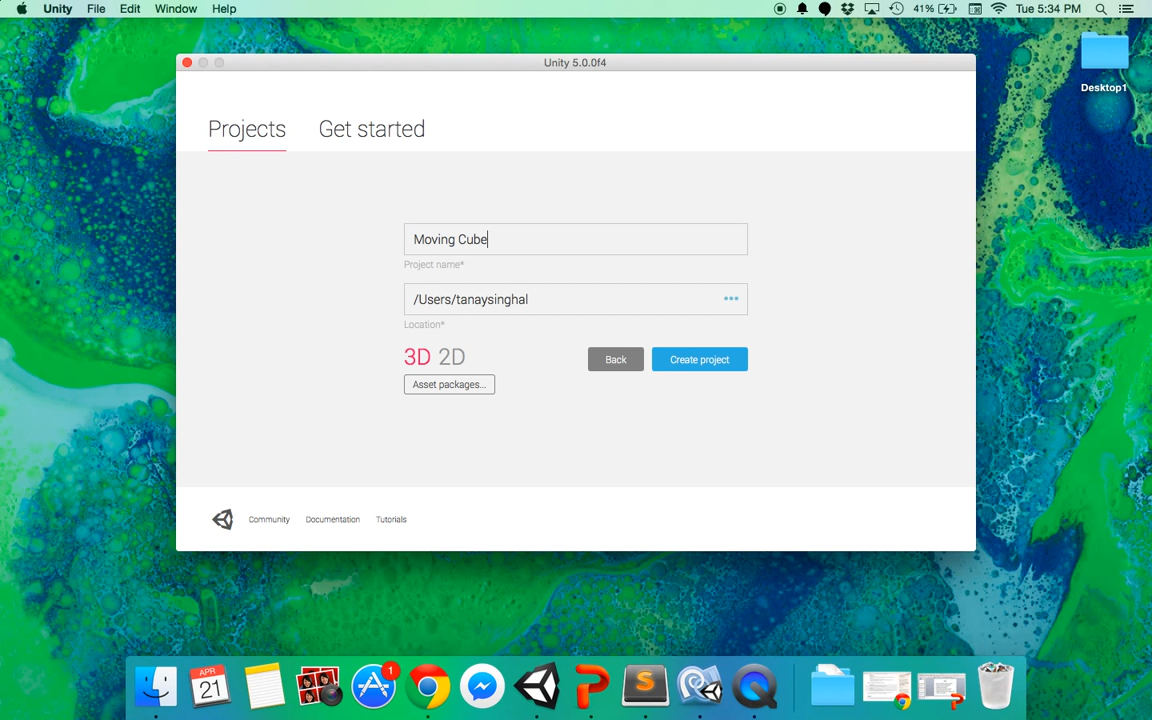 Unity File Edit Window Help 41% Tue 5:34 PM
Desktop1
Unity 5.0.0f4
Projects Get started
Moving Cube
Project name*
/Users/tanaysinghal •••
Location*
3D 2D Back Create project
Asset packages...
Community Documentation Tutorials
APR
21
1